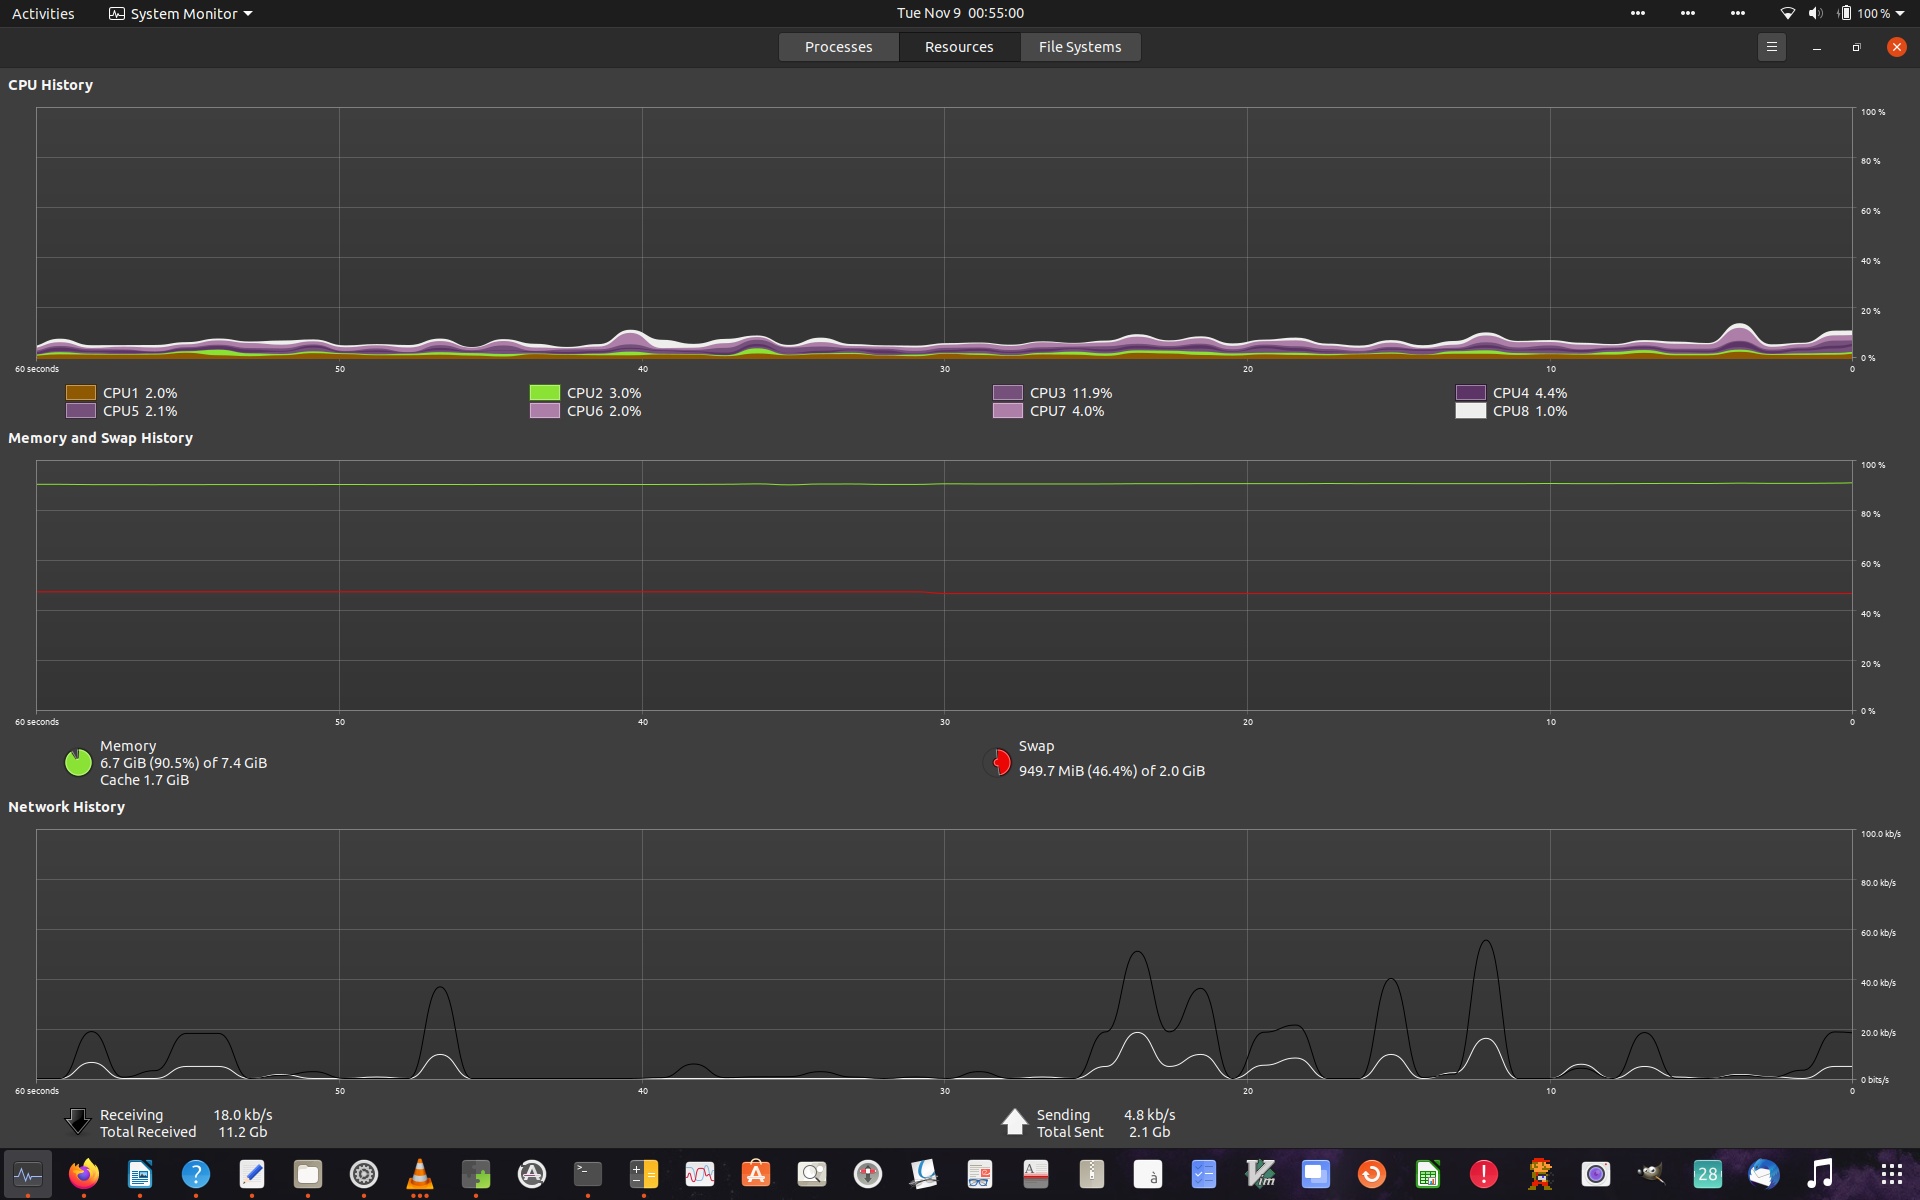 Activities System Monitor Tue Nov 9 00:55:00 100 %
Processes Resources File Systems
CPU History
100 %
80 %
60 %
40 %
20 %
0 %
60 seconds 50 40 30 20 10 0
CPU1 2.0% CPU2 3.0% CPU3 11.9% CPU4 4.4%
CPU5 2.1% CPU6 2.0% CPU7 4.0% CPU8 1.0%
Memory and Swap History
100 %
80 %
60 %
40 %
20 %
0 %
60 seconds 50 40 30 20 10 0
Memory
6.7 GiB (90.5%) of 7.4 GiB
Cache 1.7 GiB
Swap
949.7 MiB (46.4%) of 2.0 GiB
Network History
100.0 kb/s
80.0 kb/s
60.0 kb/s
40.0 kb/s
20.0 kb/s
0 bits/s
60 seconds 50 40 30 20 10 0
Receiving 18.0 kb/s
Total Received 11.2 Gb
Sending 4.8 kb/s
Total Sent 2.1 Gb
? >_ A à Vim ! 28